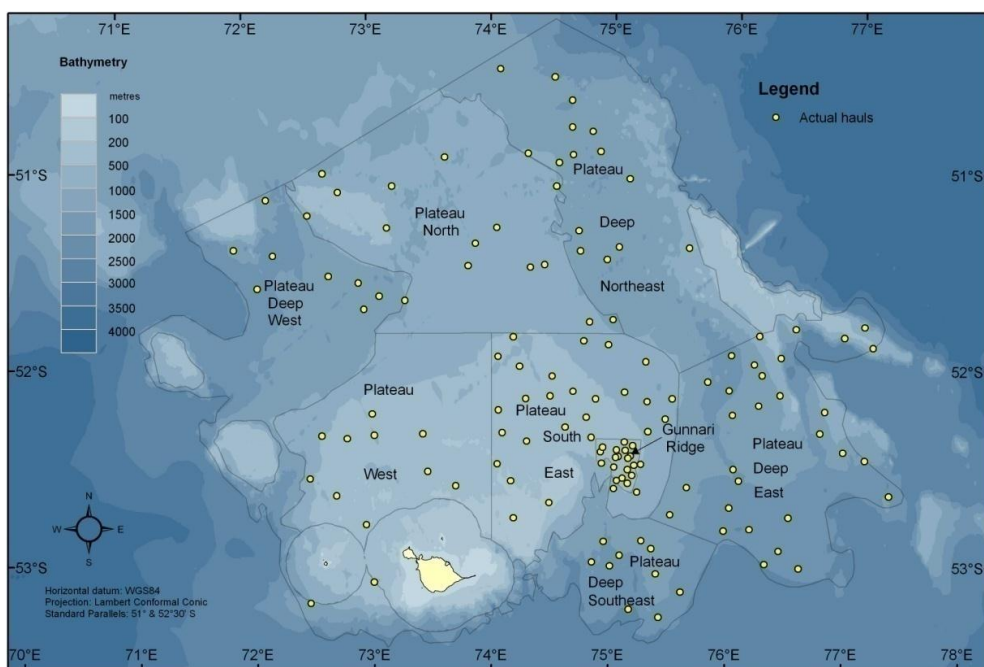 71°E 72°E 73°E 74°E 75°E 76°E 77°E
Bathymetry
metres
100
200
500
1000
1500
2000
2500
3000
3500
4000
Legend
Actual hauls
51°S 51°S
Plateau
North
Plateau
Deep
Northeast
Plateau
Deep
West
52°S 52°S
Plateau
West
Plateau
South
East
Gunnari
Ridge
Plateau
Deep
East
N
W E
S
53°S 53°S
Plateau
Deep
Southeast
Horizontal datum: WGS84
Projection: Lambert Conformal Conic
Standard Parallels: 51° & 52°30' S
70°E 71°E 72°E 73°E 74°E 75°E 76°E 77°E 78°E